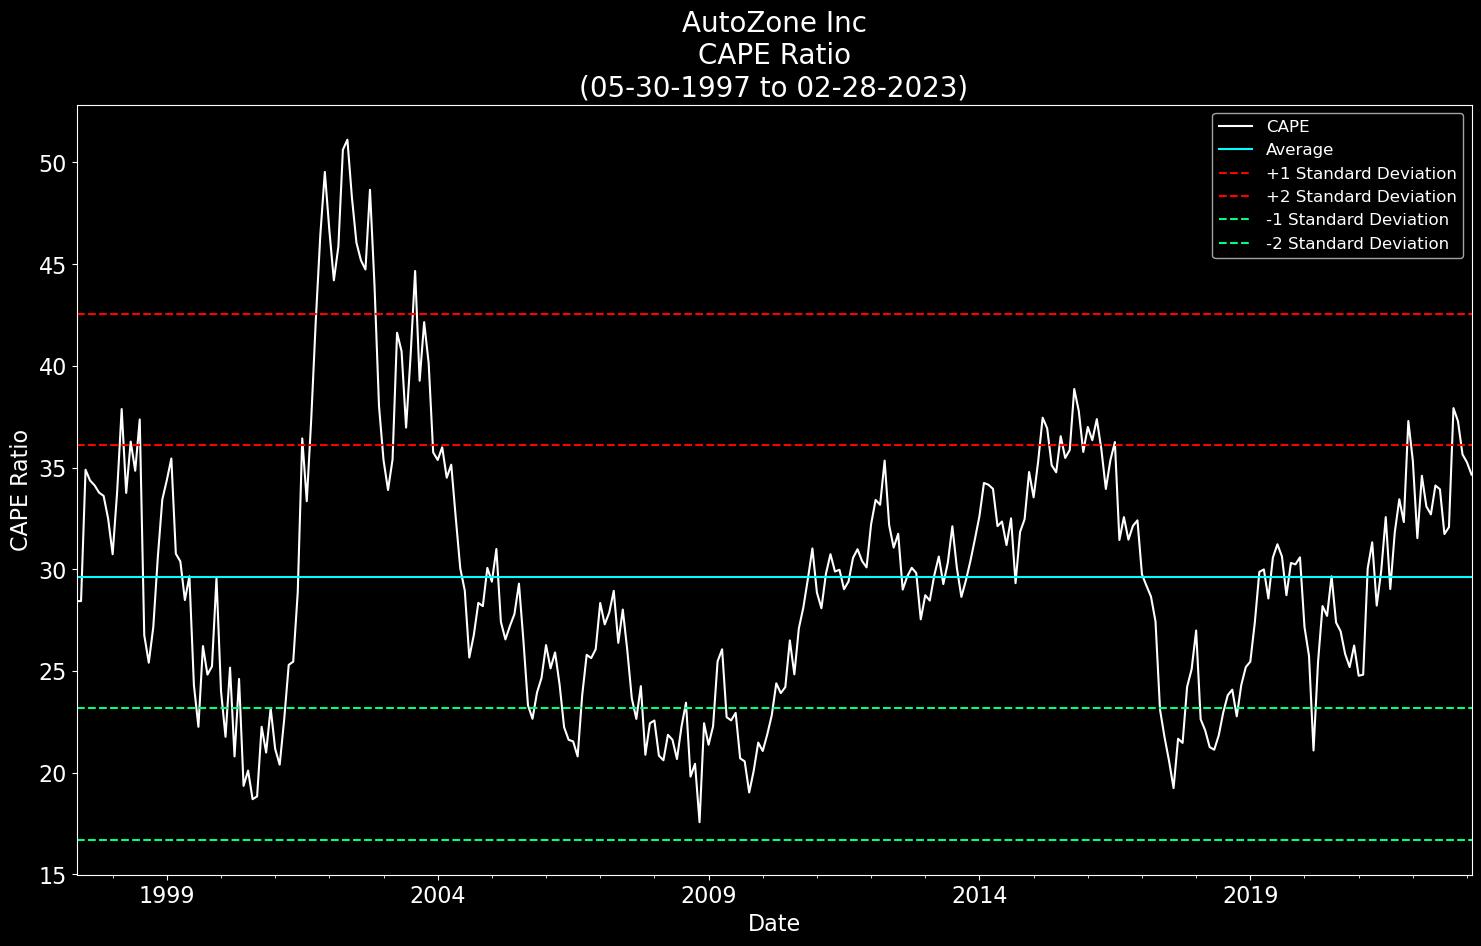 AutoZone Inc
CAPE Ratio
(05-30-1997 to 02-28-2023)
CAPE
Average
+1 Standard Deviation
+2 Standard Deviation
-1 Standard Deviation
-2 Standard Deviation
50
45
40
35
30
25
20
15
CAPE Ratio
1999 2004 2009 2014 2019
Date